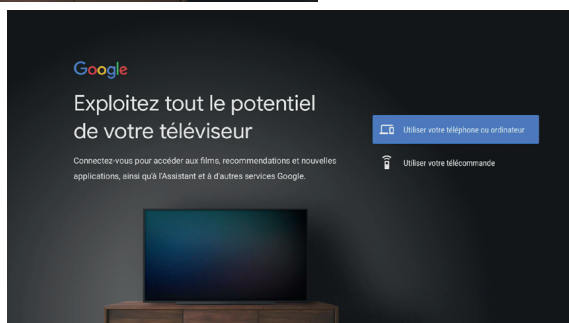 Google
Exploitez tout le potentiel
de votre téléviseur
Connectez-vous pour accéder aux films, recommendations et nouvelles
applications, ainsi qu'à l'Assistant et à d'autres services Google.
Utiliser votre téléphone ou ordinateur
Utiliser votre télécommande